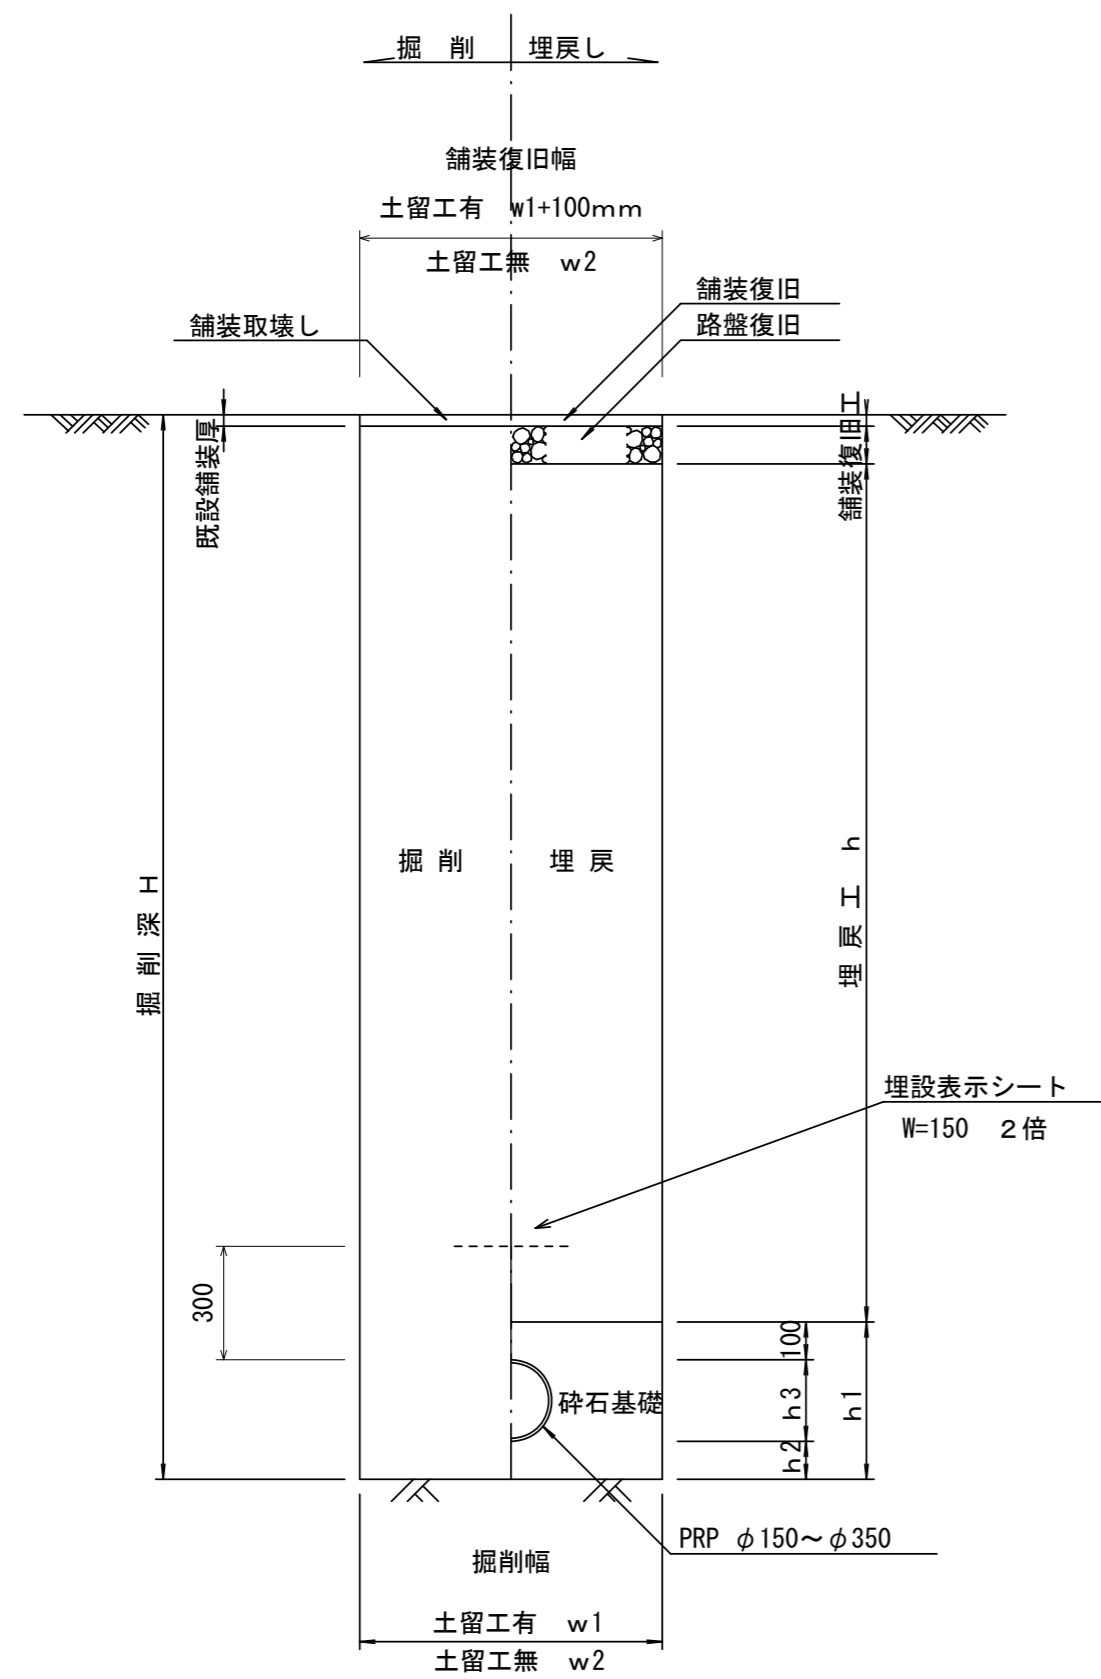 掘　削　埋戻し
舗装復旧幅
土留工有　w1+100mm
土留工無　w2
舗装復旧
路盤復旧
舗装取壊し
既設舗装厚
舗装復旧工
掘削深 H
掘 削
埋 戻
埋 戻 工　h
埋設表示シート
W=150　２倍
300
100
砕石基礎
h3
h1
h2
PRP φ150～φ350
掘削幅
土留工有　w1
土留工無　w2